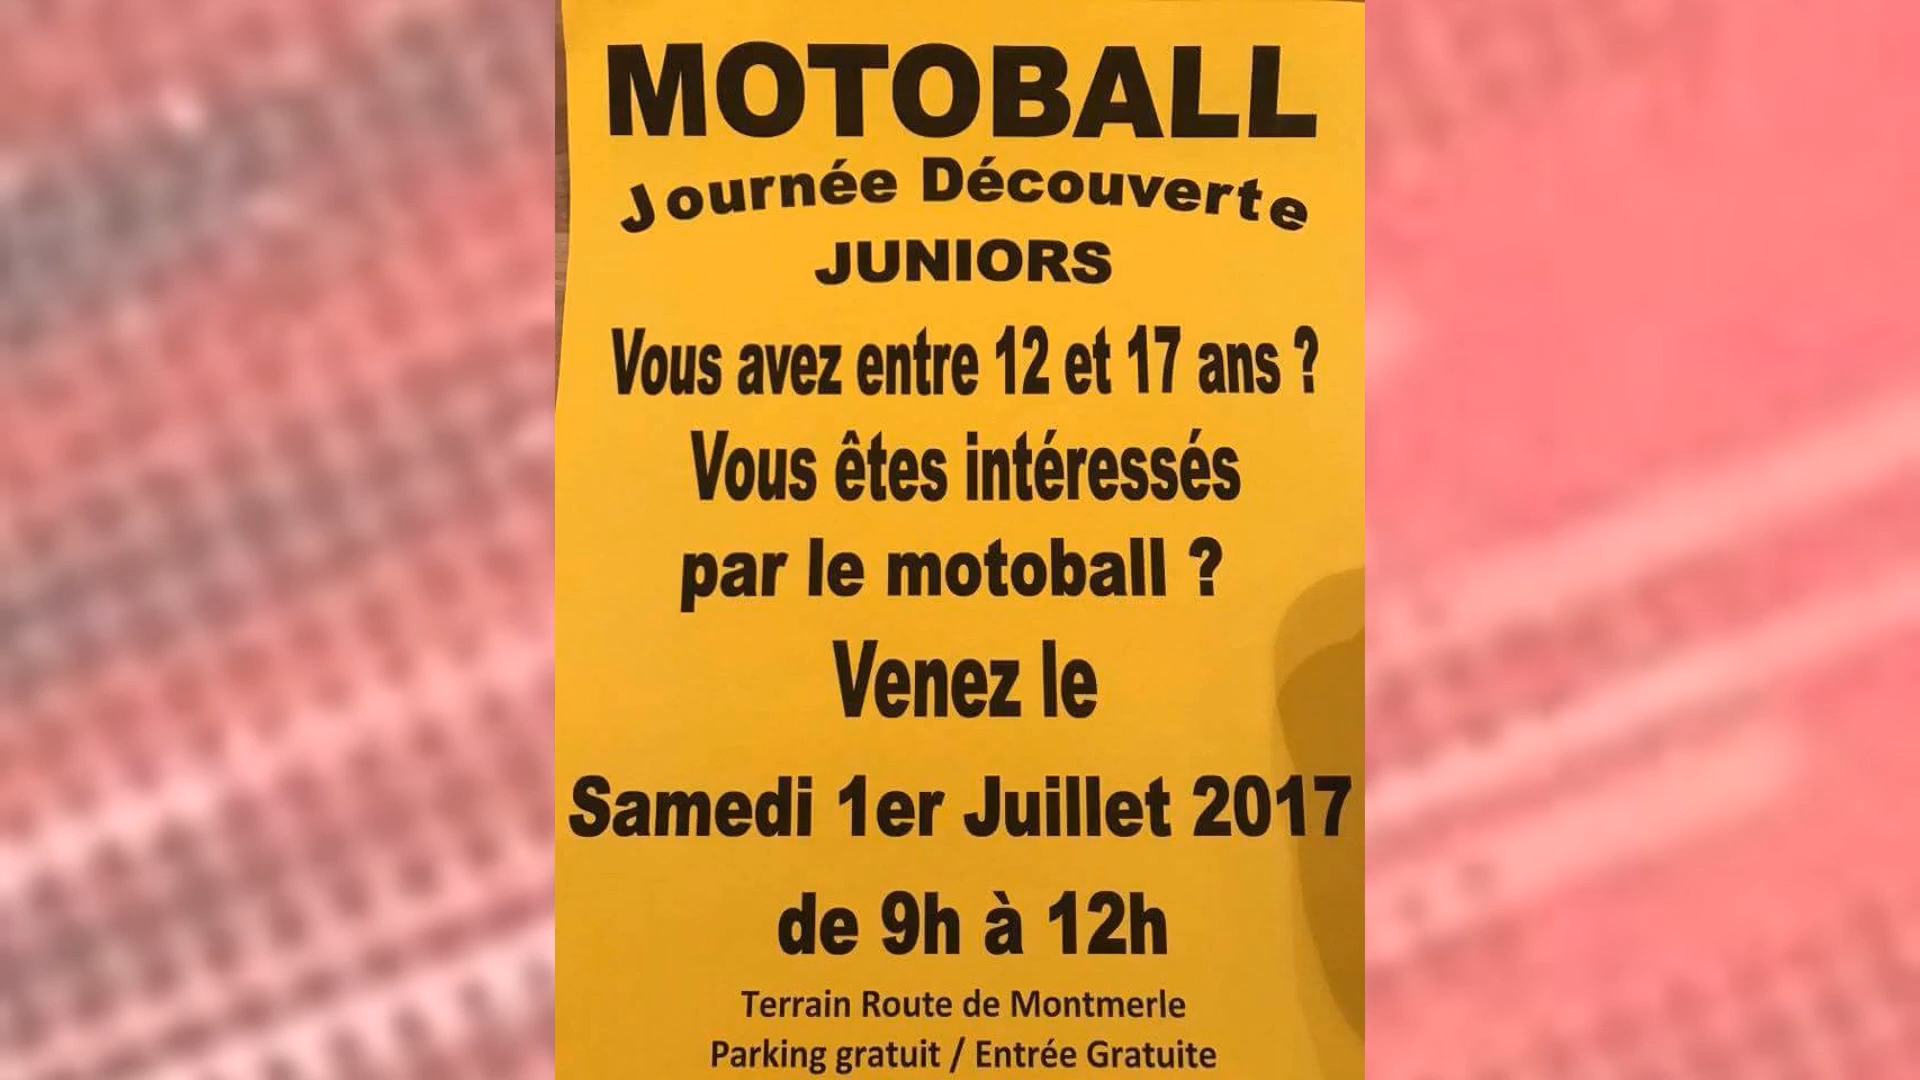 MOTOBALL
Journée Découverte
JUNIORS
Vous avez entre 12 et 17 ans ?
Vous êtes intéressés
par le motoball ?
Venez le
Samedi 1er Juillet 2017
de 9h à 12h
Terrain Route de Montmerle
Parking gratuit / Entrée Gratuite